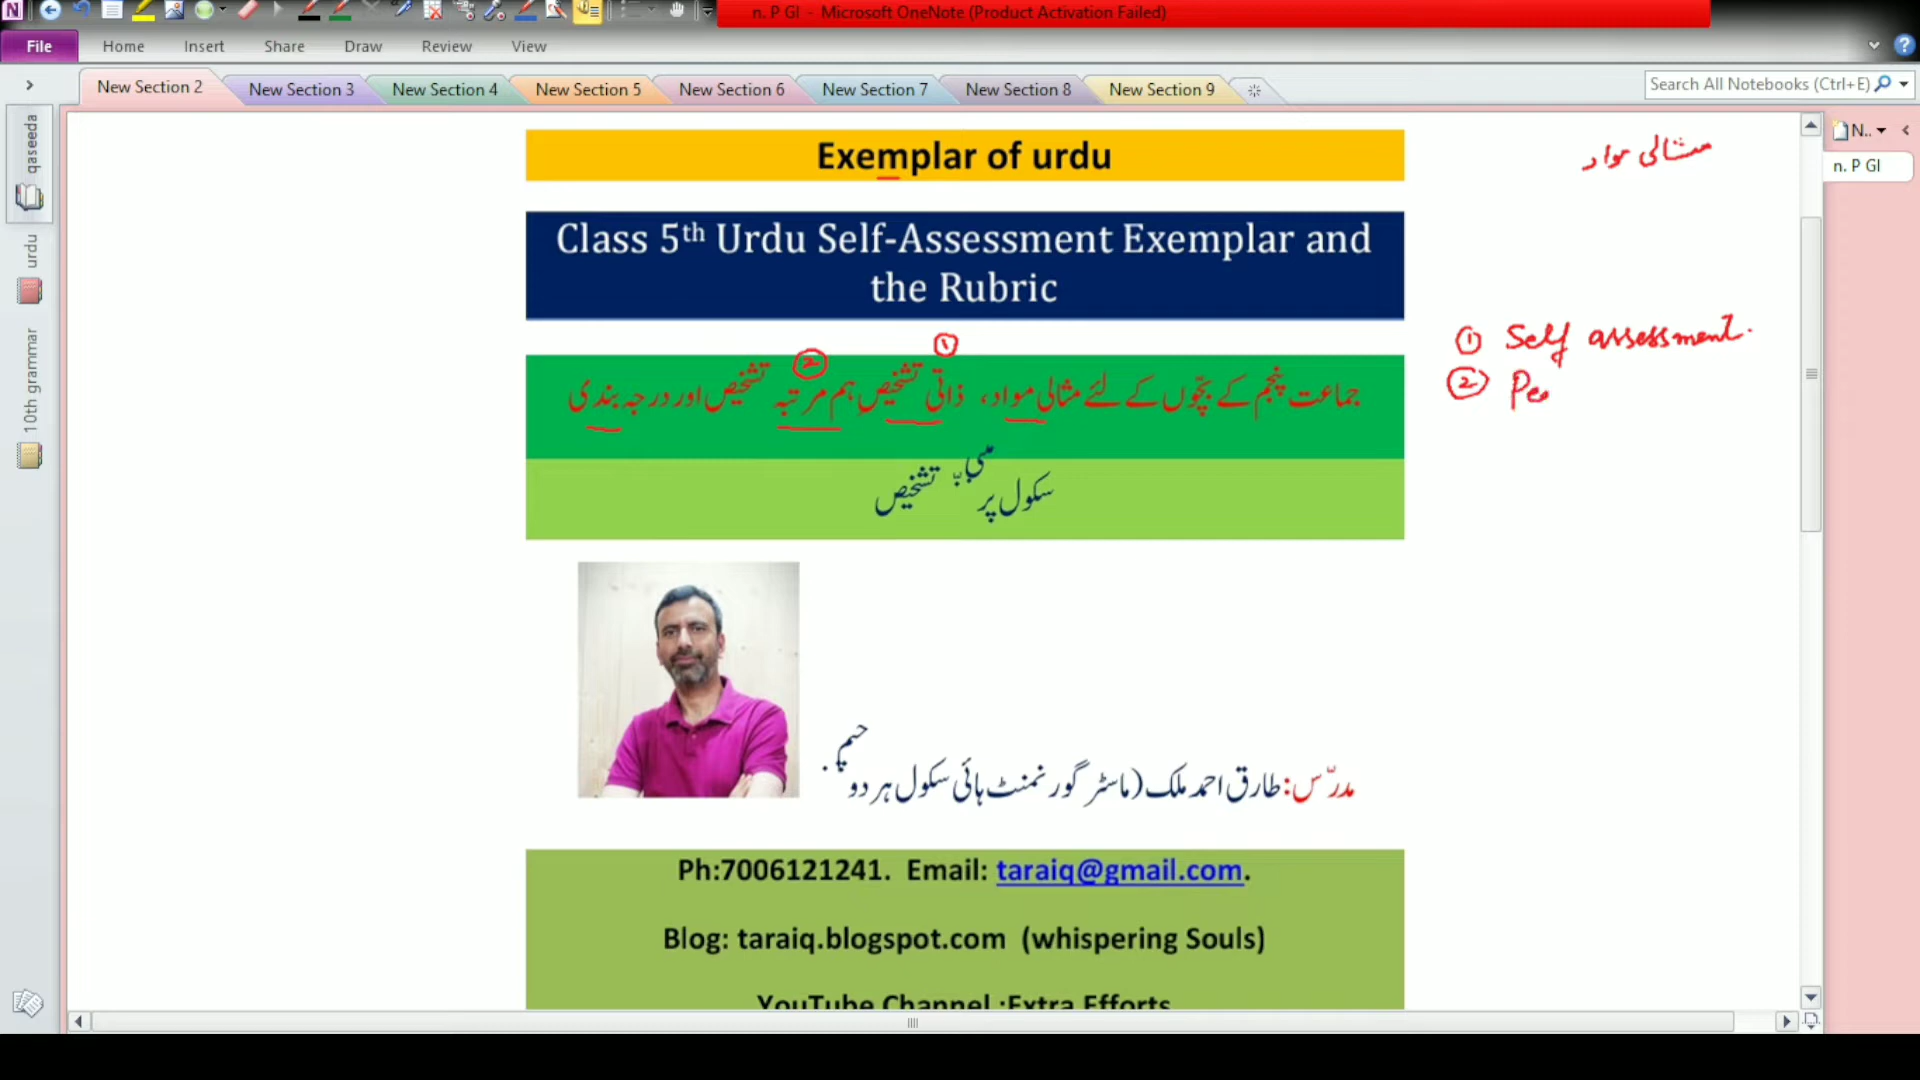 n. P GI - Microsoft OneNote (Product Activation Failed)
File Home Insert Share Draw Review View
New Section 2 New Section 3 New Section 4 New Section 5 New Section 6 New Section 7 New Section 8 New Section 9
Search All Notebooks (Ctrl+E)
N..
n. P GI
qaseeda
urdu
10th grammar
Exemplar of urdu
مثالی مواد
Class 5th Urdu Self-Assessment Exemplar and
the Rubric
① Self assessment.
② Pee
① ②
جماعت پنجم کے بچّوں کے لئے مثالی مواد، ذاتی تشخیص ہم مرتبہ تشخیص اور درجہ بندی
سکول پر مبنی تشخیص
مدرّس: طارق احمد ملک (ماسٹر گورنمنٹ ہائی سکول ہردو
Ph:7006121241. Email: taraiq@gmail.com.
Blog: taraiq.blogspot.com (whispering Souls)
YouTube Channel :Extra Efforts